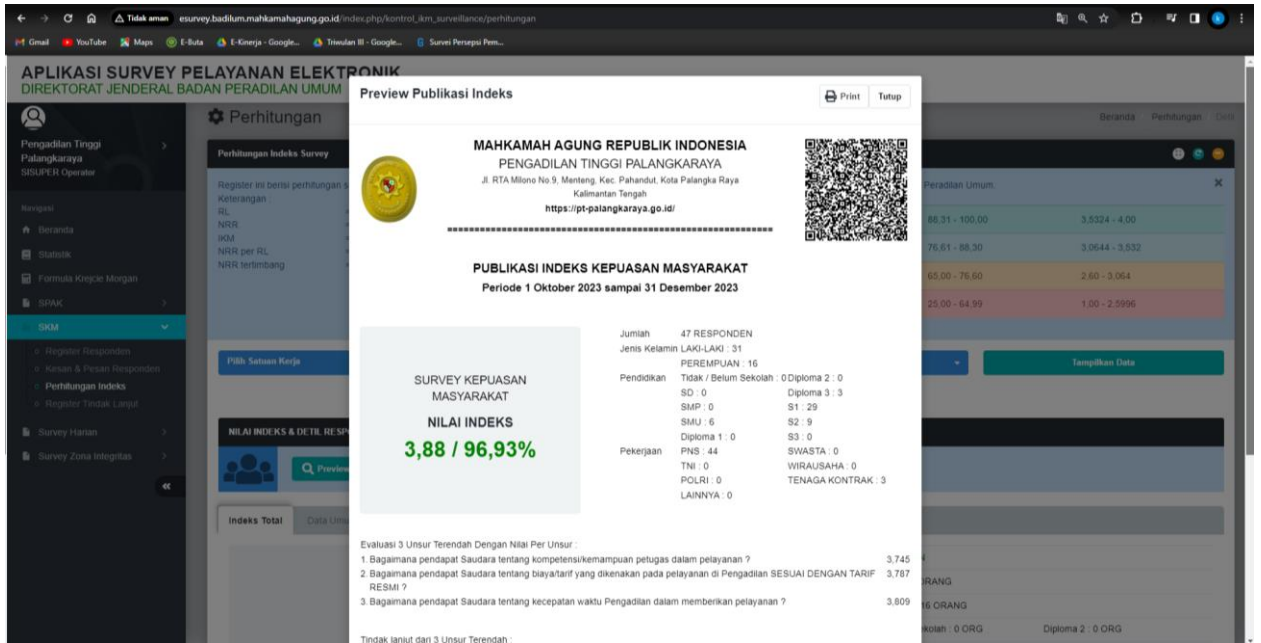 Tidak aman esurvey.badilum.mahkamahagung.go.id/index.php/kontrol_ikm_surveillance/perhitungan
Gmail YouTube Maps E-Buta E-Kinerja - Google... Triwulan III - Google... Survei Persepsi Pem...
APLIKASI SURVEY PELAYANAN ELEKTRONIK
DIREKTORAT JENDERAL BADAN PERADILAN UMUM
Pengadilan Tinggi
Palangkaraya
SISUPER Operator
Navigasi
Beranda
Statistik
Formula Krejcie Morgan
SPAK
SKM
Register Responden
Kesan & Pesan Responden
Perhitungan Indeks
Register Tindak Lanjut
Survey Harian
Survey Zona Integritas
Perhitungan
Beranda Perhitungan Detil
Perhitungan Indeks Survey
Register ini berisi perhitungan s
Keterangan :
RL
NRR
IKM
NRR per RL
NRR tertimbang
Peradilan Umum.
88,31 - 100,00 3,5324 - 4,00
76,61 - 88,30 3,0644 - 3,532
65,00 - 76,60 2,60 - 3,064
25,00 - 64,99 1,00 - 2,5996
Pilih Satuan Kerja
Tampilkan Data
NILAI INDEKS & DETIL RESP
Preview
Indeks Total Data Umu
Preview Publikasi Indeks
Print Tutup
MAHKAMAH AGUNG REPUBLIK INDONESIA
PENGADILAN TINGGI PALANGKARAYA
Jl. RTA Milono No.9, Menteng, Kec. Pahandut, Kota Palangka Raya
Kalimantan Tengah
https://pt-palangkaraya.go.id/
PUBLIKASI INDEKS KEPUASAN MASYARAKAT
Periode 1 Oktober 2023 sampai 31 Desember 2023
SURVEY KEPUASAN
MASYARAKAT
NILAI INDEKS
3,88 / 96,93%
Jumlah 47 RESPONDEN
Jenis Kelamin LAKI-LAKI : 31
PEREMPUAN : 16
Pendidikan Tidak / Belum Sekolah : 0 Diploma 2 : 0
SD : 0 Diploma 3 : 3
SMP : 0 S1 : 29
SMU : 6 S2 : 9
Diploma 1 : 0 S3 : 0
Pekerjaan PNS : 44 SWASTA : 0
TNI : 0 WIRAUSAHA : 0
POLRI : 0 TENAGA KONTRAK : 3
LAINNYA : 0
Evaluasi 3 Unsur Terendah Dengan Nilai Per Unsur :
1. Bagaimana pendapat Saudara tentang kompetensi/kemampuan petugas dalam pelayanan ? 3,745
2. Bagaimana pendapat Saudara tentang biaya/tarif yang dikenakan pada pelayanan di Pengadilan SESUAI DENGAN TARIF 3,787
RESMI ?
3. Bagaimana pendapat Saudara tentang kecepatan waktu Pengadilan dalam memberikan pelayanan ? 3,809
Tindak lanjut dari 3 Unsur Terendah :
ORANG
16 ORANG
ekolah : 0 ORG Diploma 2 : 0 ORG